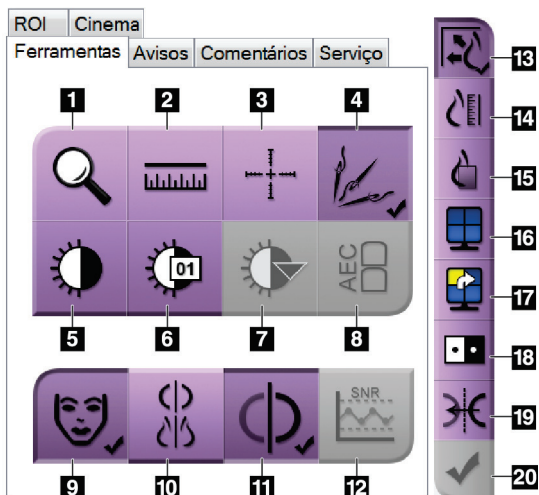 ROI Cinema
Ferramentas Avisos Comentários Serviço
1 2 3 4
01
AEC
5 6 7 8
SNR
9 10 11 12
13
14
15
16
17
18
19
20